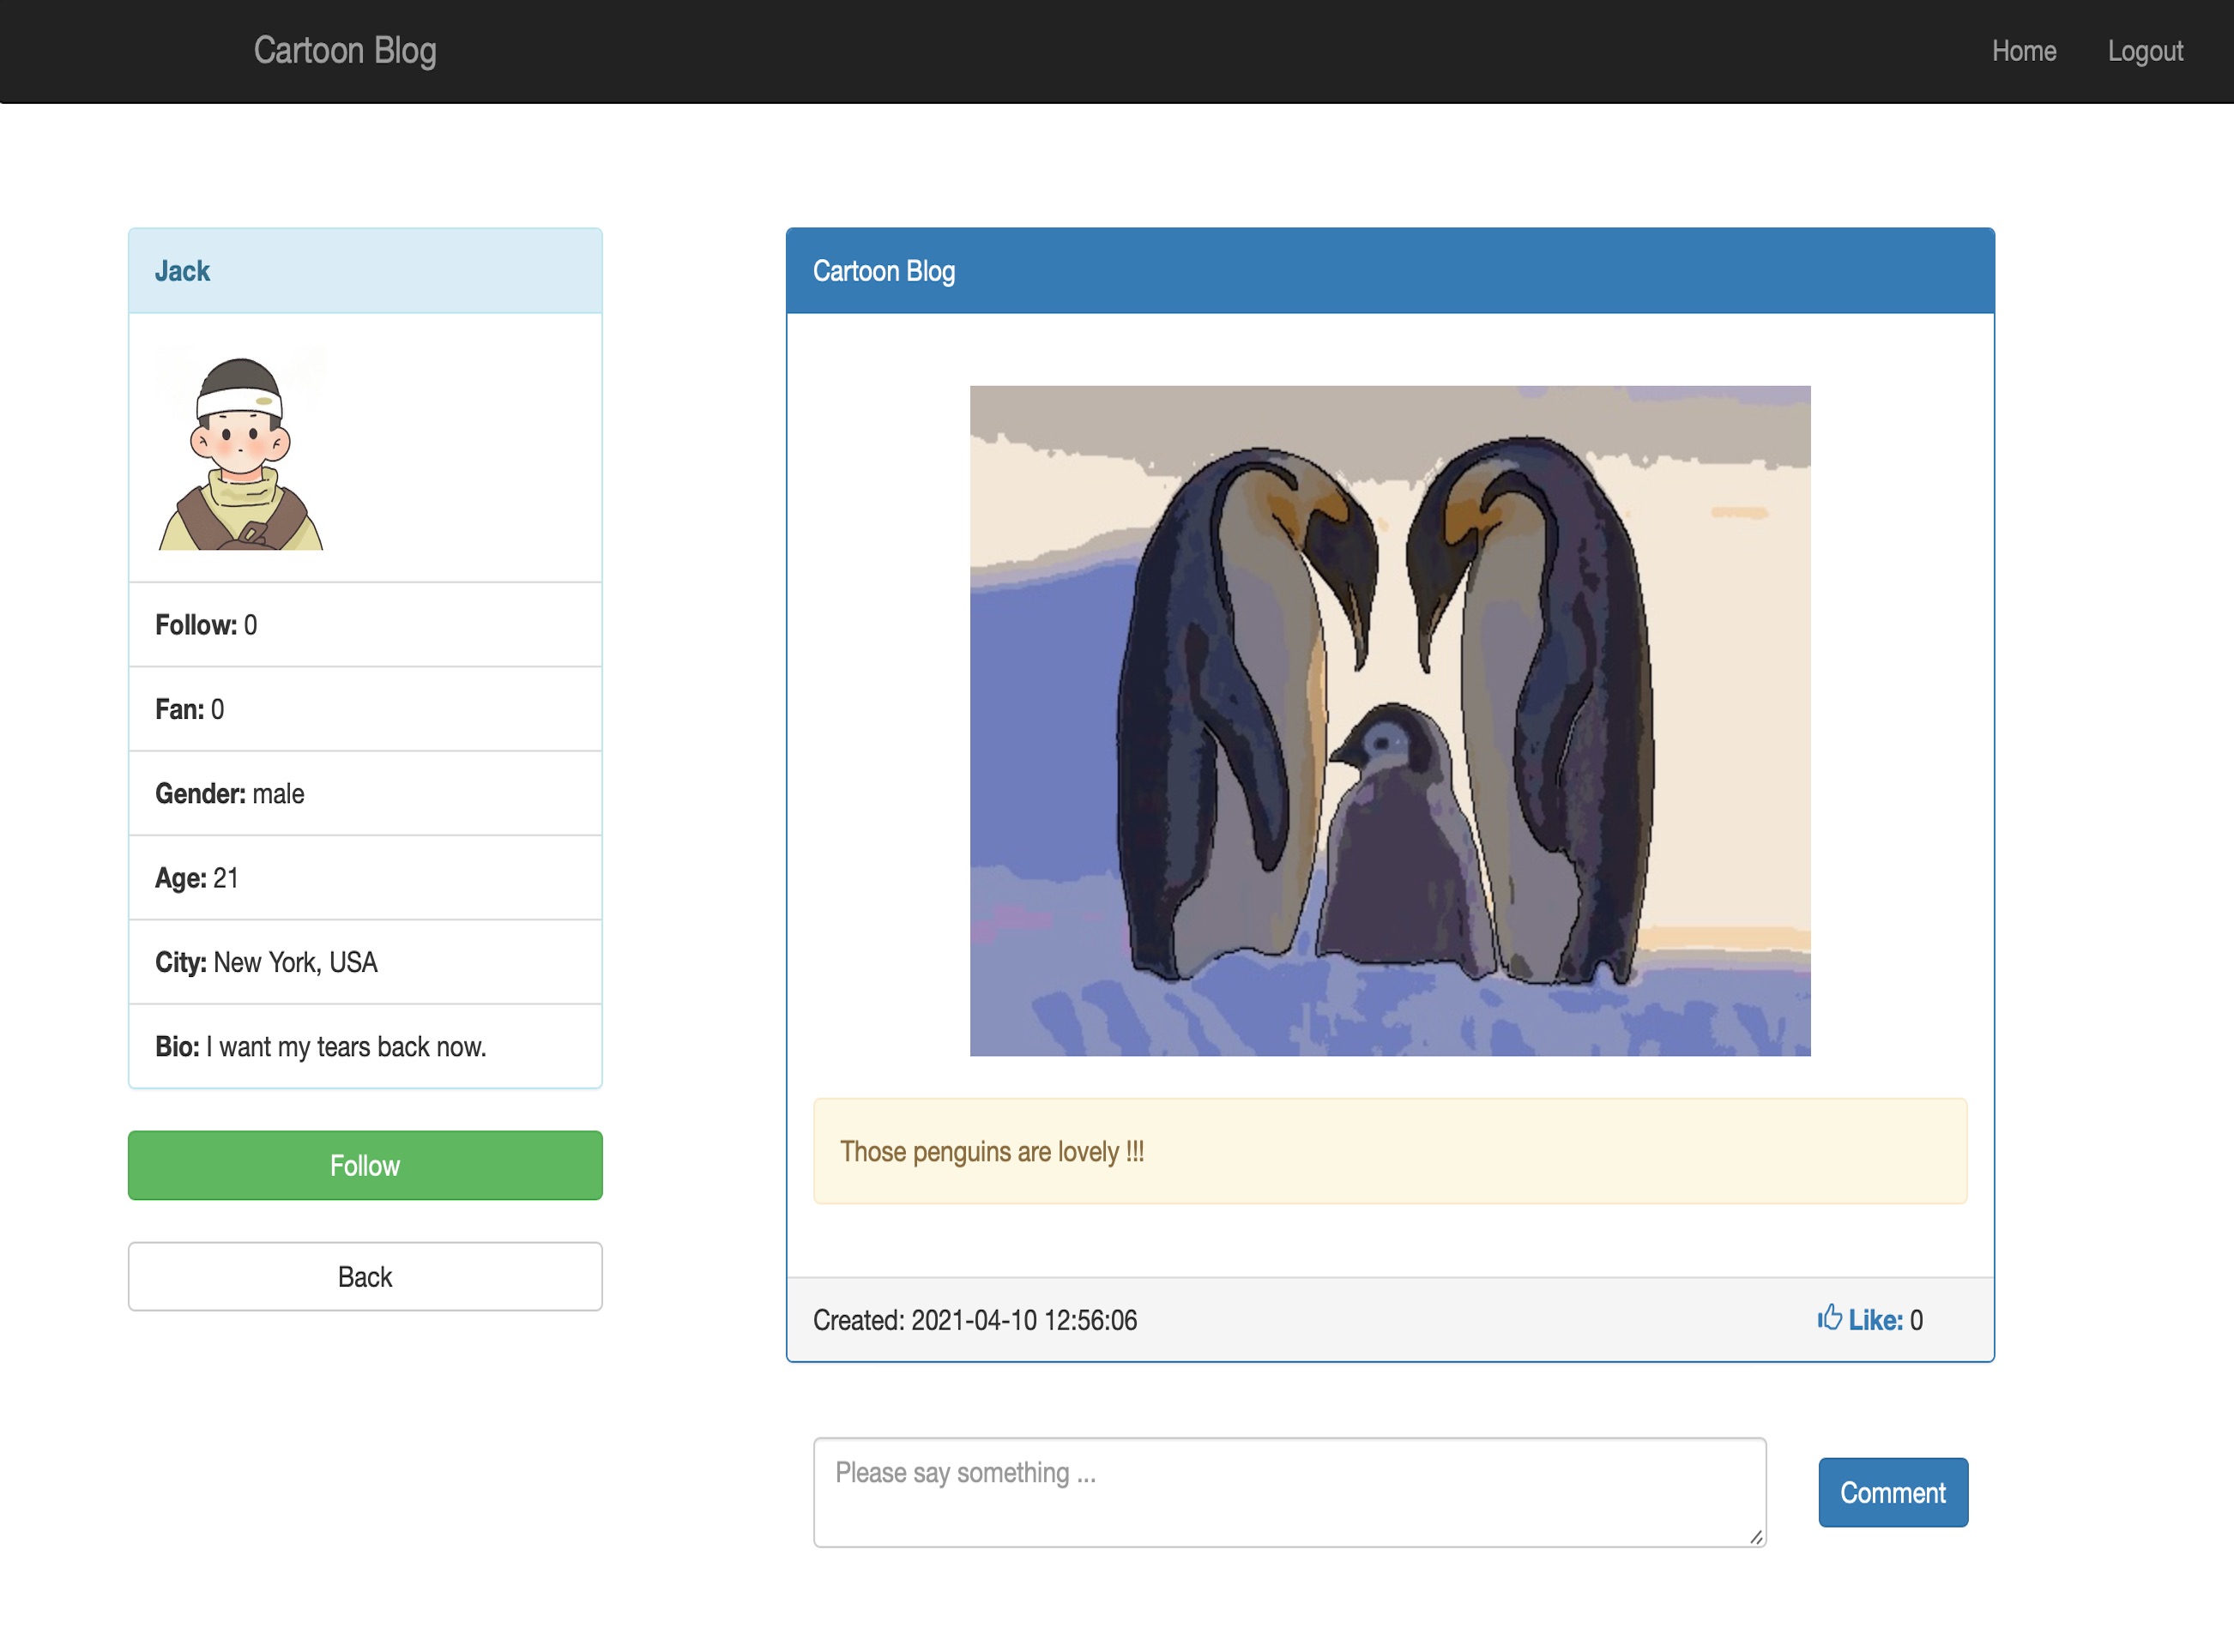 Cartoon Blog
Home
Logout
Jack
Follow: 0
Fan: 0
Gender: male
Age: 21
City: New York, USA
Bio: I want my tears back now.
Follow
Back
Cartoon Blog
Those penguins are lovely !!!
Created: 2021-04-10 12:56:06
Like: 0
Please say something ...
Comment